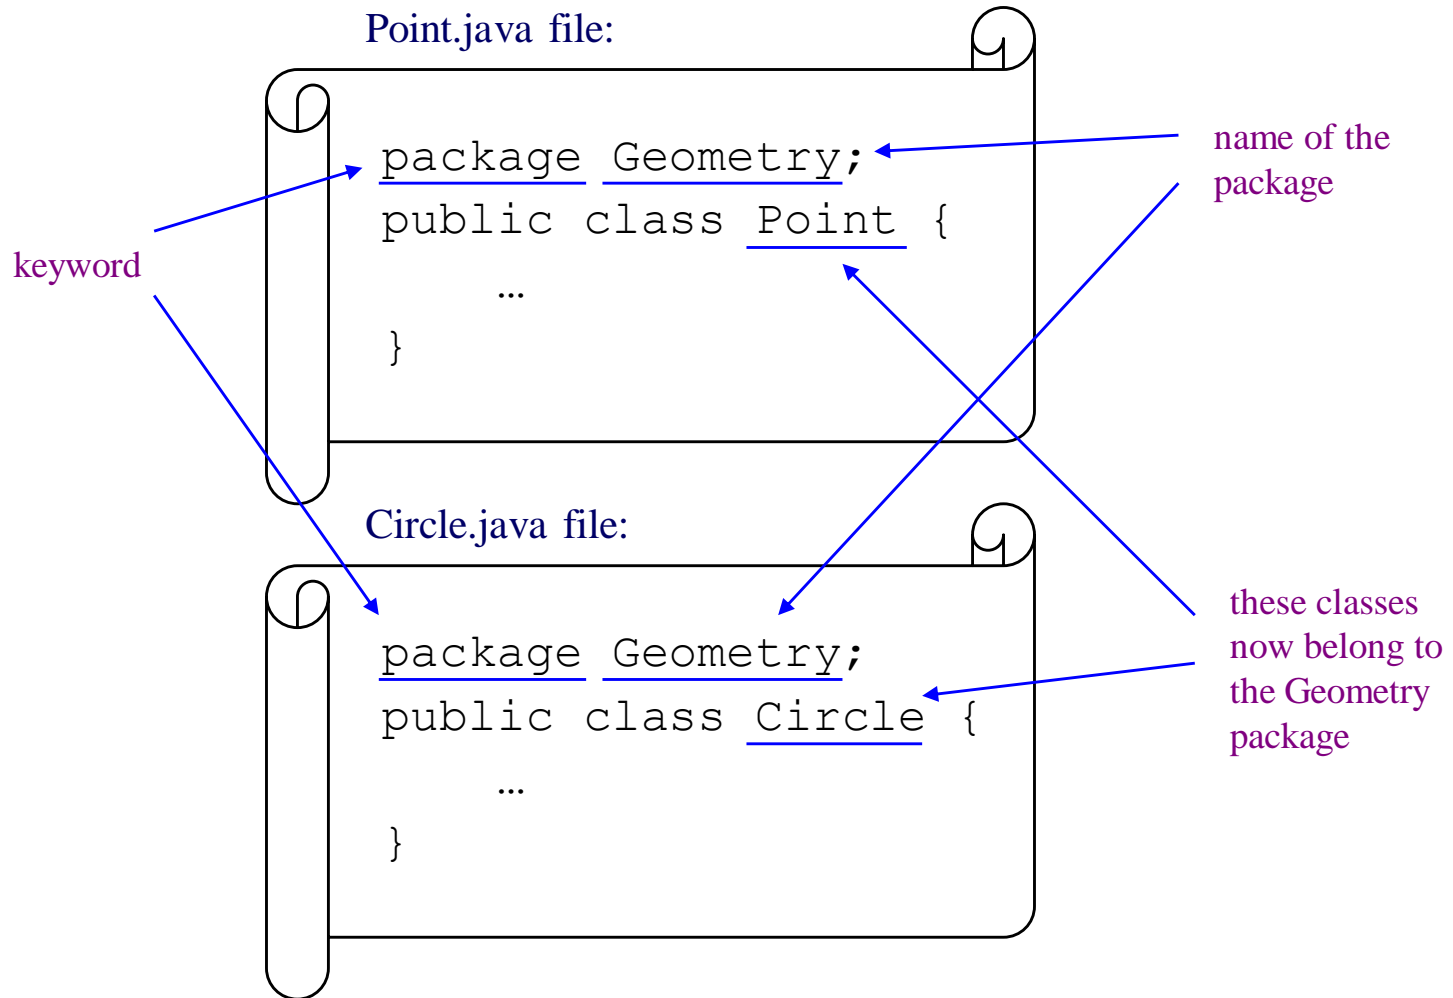 Point.java file:
package Geometry;
public class Point {
…
}
keyword
name of the
package
Circle.java file:
package Geometry;
public class Circle {
…
}
these classes
now belong to
the Geometry
package